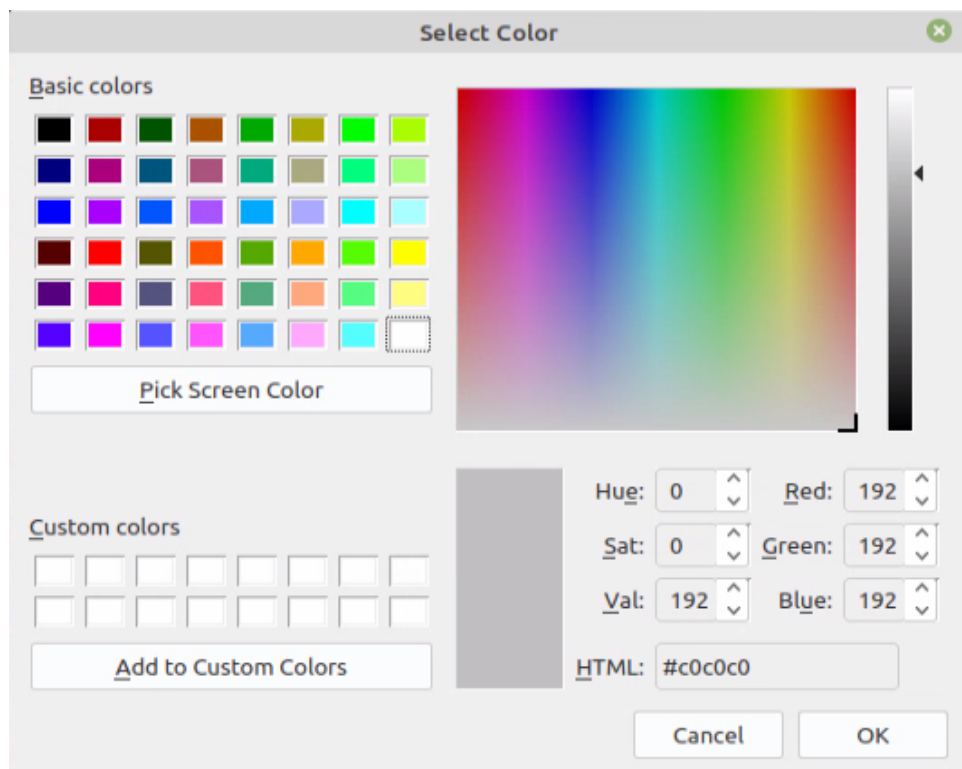 Select Color
Basic colors
Pick Screen Color
Custom colors
Add to Custom Colors
Hue: 0 Red: 192
Sat: 0 Green: 192
Val: 192 Blue: 192
HTML: #c0c0c0
Cancel OK